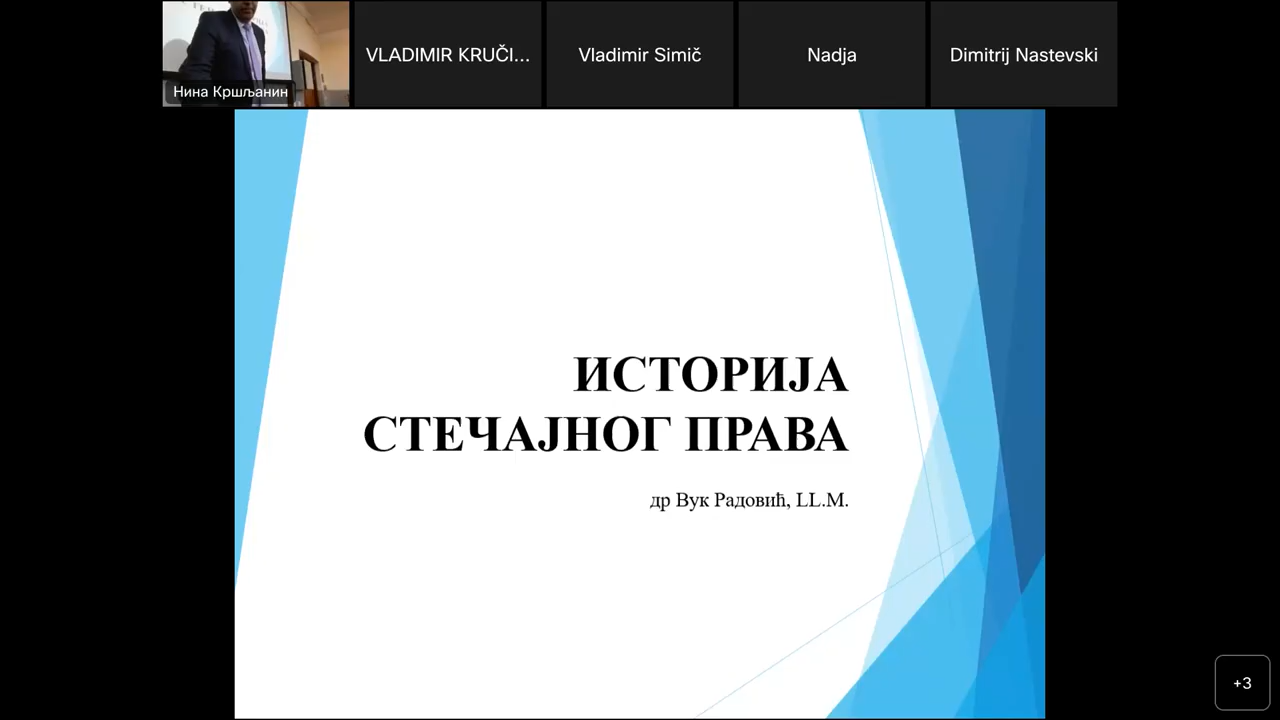 Нина Кршљанин
VLADIMIR KRUČI...
Vladimir Simič
Nadja
Dimitrij Nastevski
ИСТОРИЈА
СТЕЧАЈНОГ ПРАВА
др Вук Радовић, LL.M.
+3